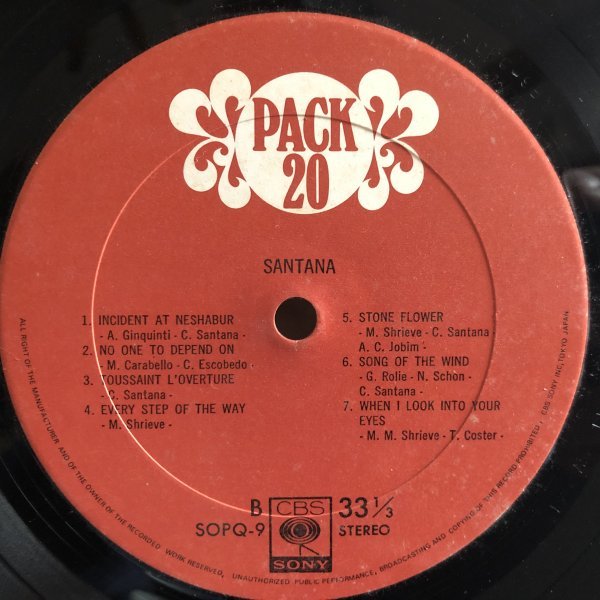 PACK
20
SANTANA
1. INCIDENT AT NESHABUR
- A. Ginquinti - C. Santana -
2. NO ONE TO DEPEND ON
- M. Carabello - C. Escobedo -
3. TOUSSAINT L'OVERTURE
- C. Santana -
4. EVERY STEP OF THE WAY
- M. Shrieve -
5. STONE FLOWER
- M. Shrieve - C. Santana -
A. C. Jobim -
6. SONG OF THE WIND
- G. Rolie - N. Schon -
C. Santana -
7. WHEN I LOOK INTO YOUR
EYES
- M. M. Shrieve - T. Coster -
B
SOPQ-9
CBS
SONY
33 1/3
STEREO
ALL RIGHT OF THE MANUFACTURER AND OF THE OWNER OF THE RECORDED WORK RESERVED, UNAUTHORIZED PUBLIC PERFORMANCE, BROADCASTING AND COPYING OF THIS RECORD PROHIBITED, CBS SONY INC, TOKYO JAPAN